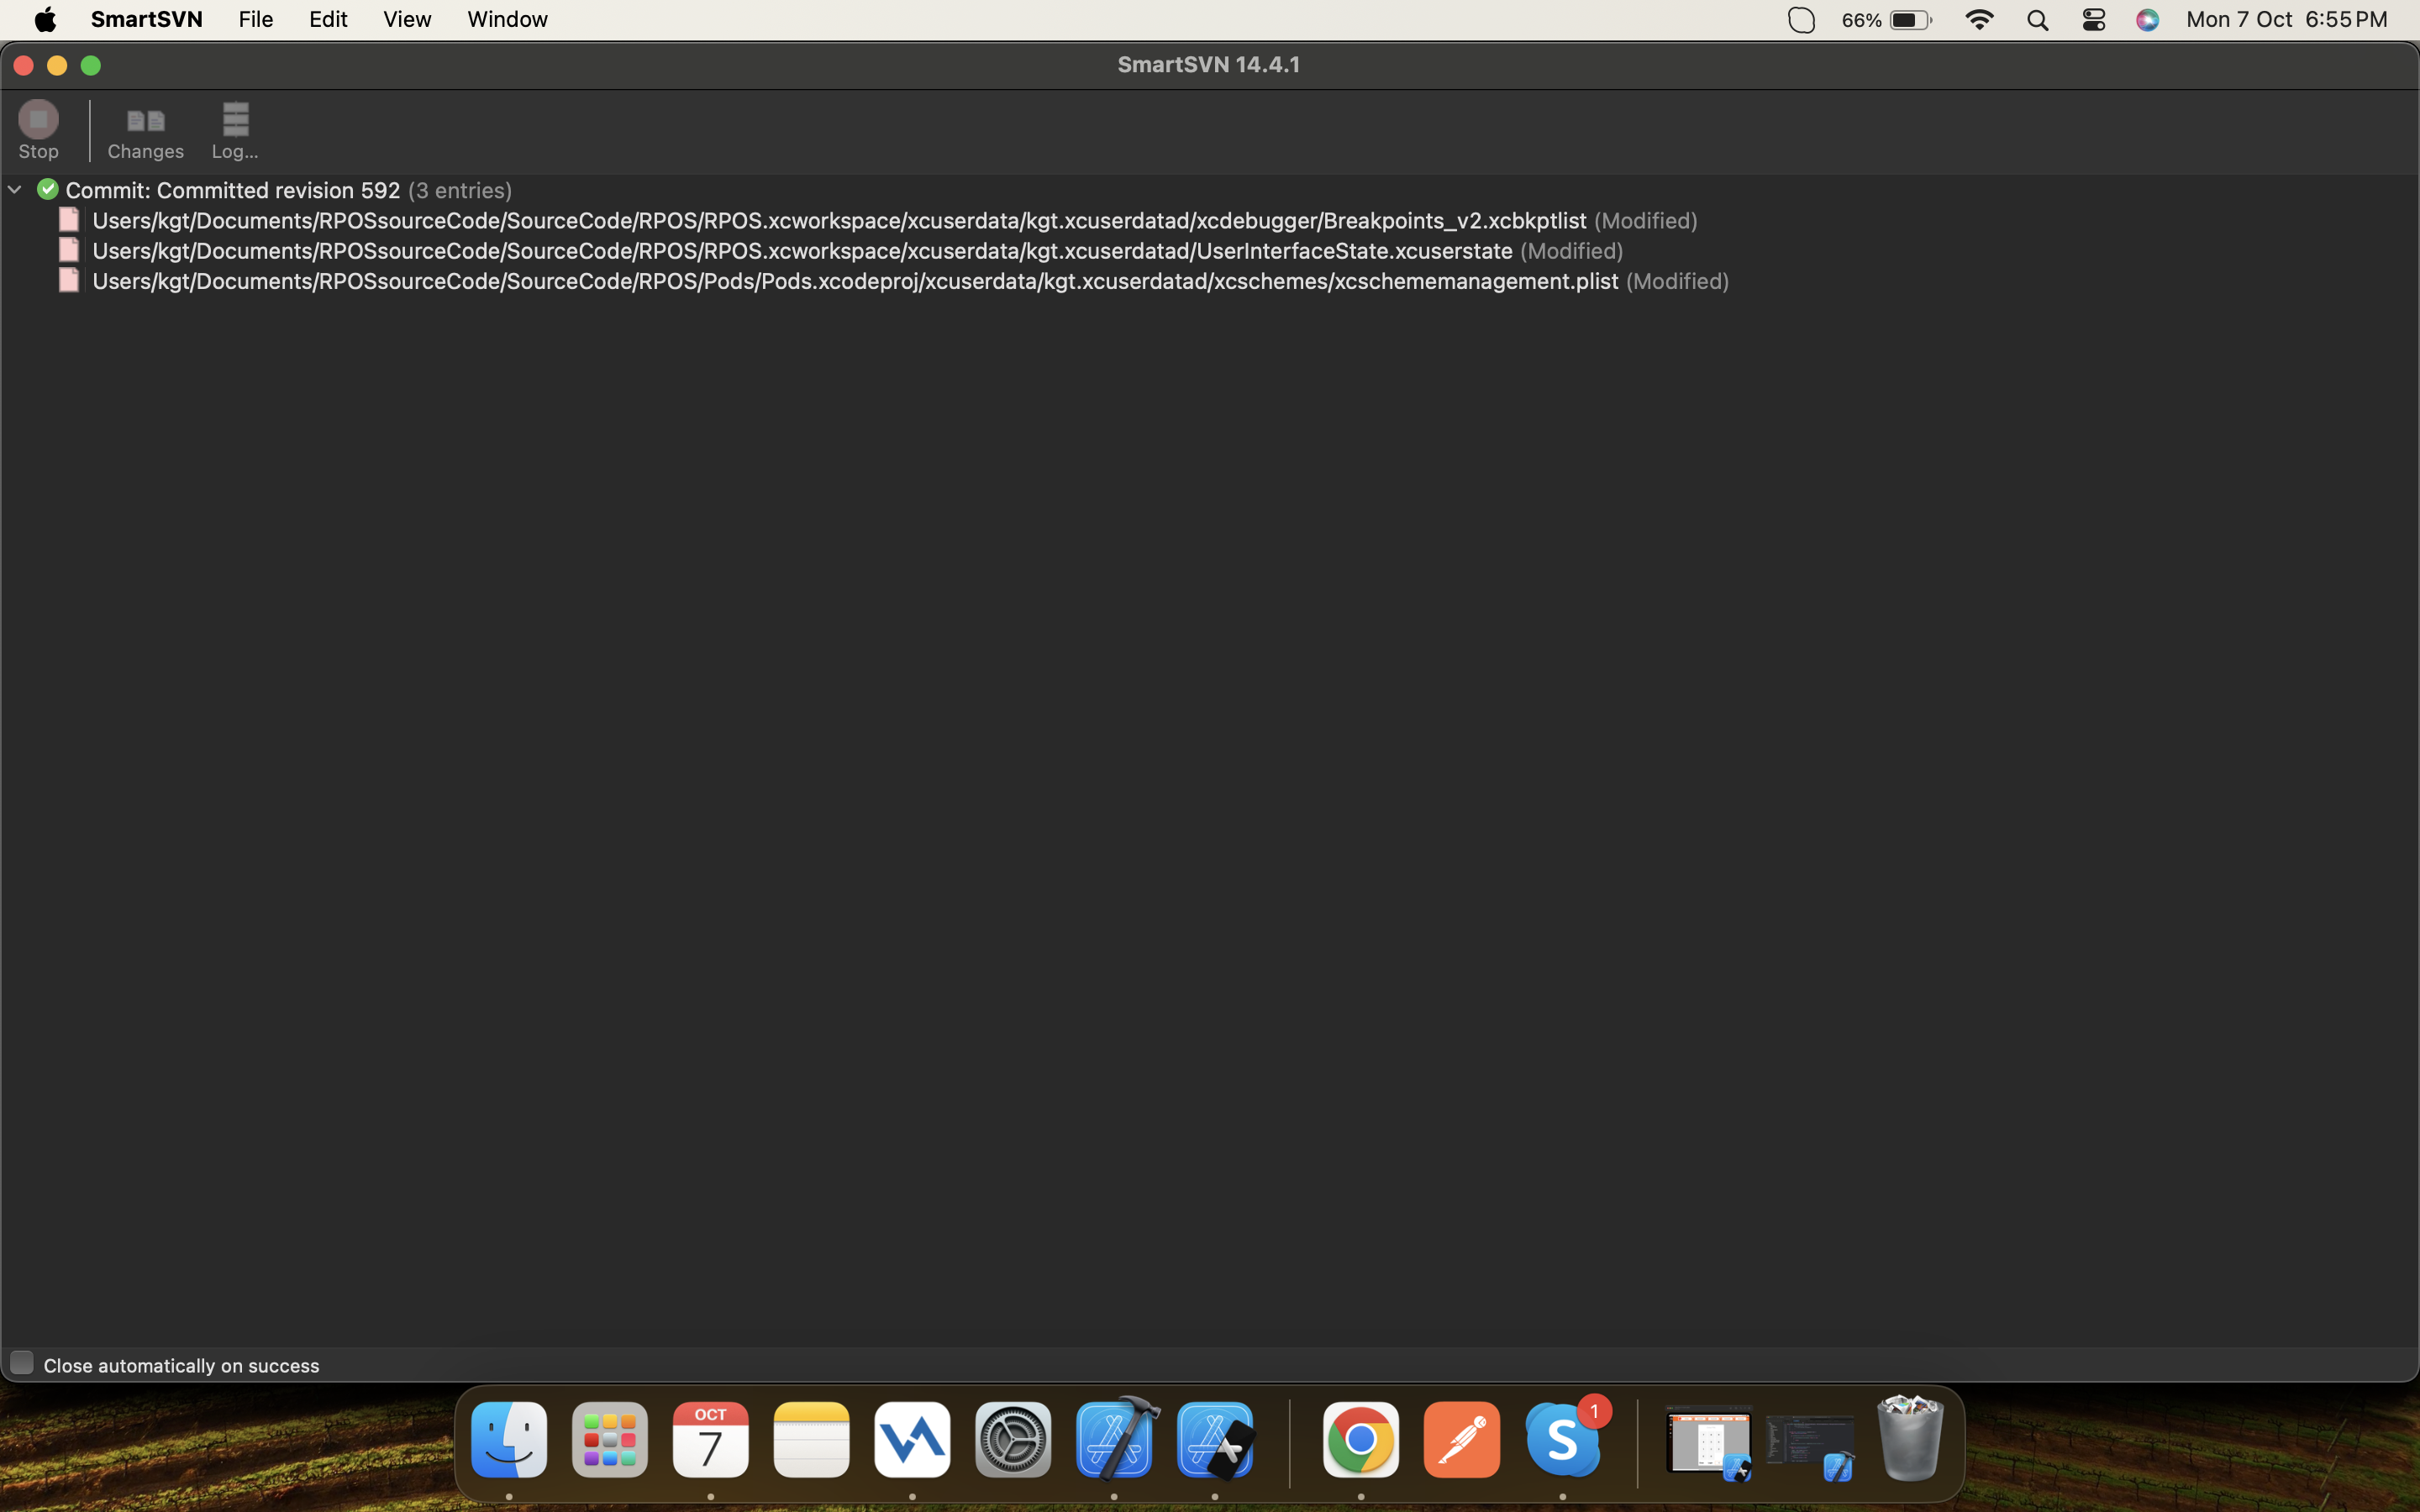 SmartSVN File Edit View Window 66% Mon 7 Oct 6:55 PM
SmartSVN 14.4.1
Stop Changes Log...
Commit: Committed revision 592 (3 entries)
Users/kgt/Documents/RPOSsourceCode/SourceCode/RPOS/RPOS.xcworkspace/xcuserdata/kgt.xcuserdatad/xcdebugger/Breakpoints_v2.xcbkptlist (Modified)
Users/kgt/Documents/RPOSsourceCode/SourceCode/RPOS/RPOS.xcworkspace/xcuserdata/kgt.xcuserdatad/UserInterfaceState.xcuserstate (Modified)
Users/kgt/Documents/RPOSsourceCode/SourceCode/RPOS/Pods/Pods.xcodeproj/xcuserdata/kgt.xcuserdatad/xcschemes/xcschememanagement.plist (Modified)
Close automatically on success
OCT
7
S
1